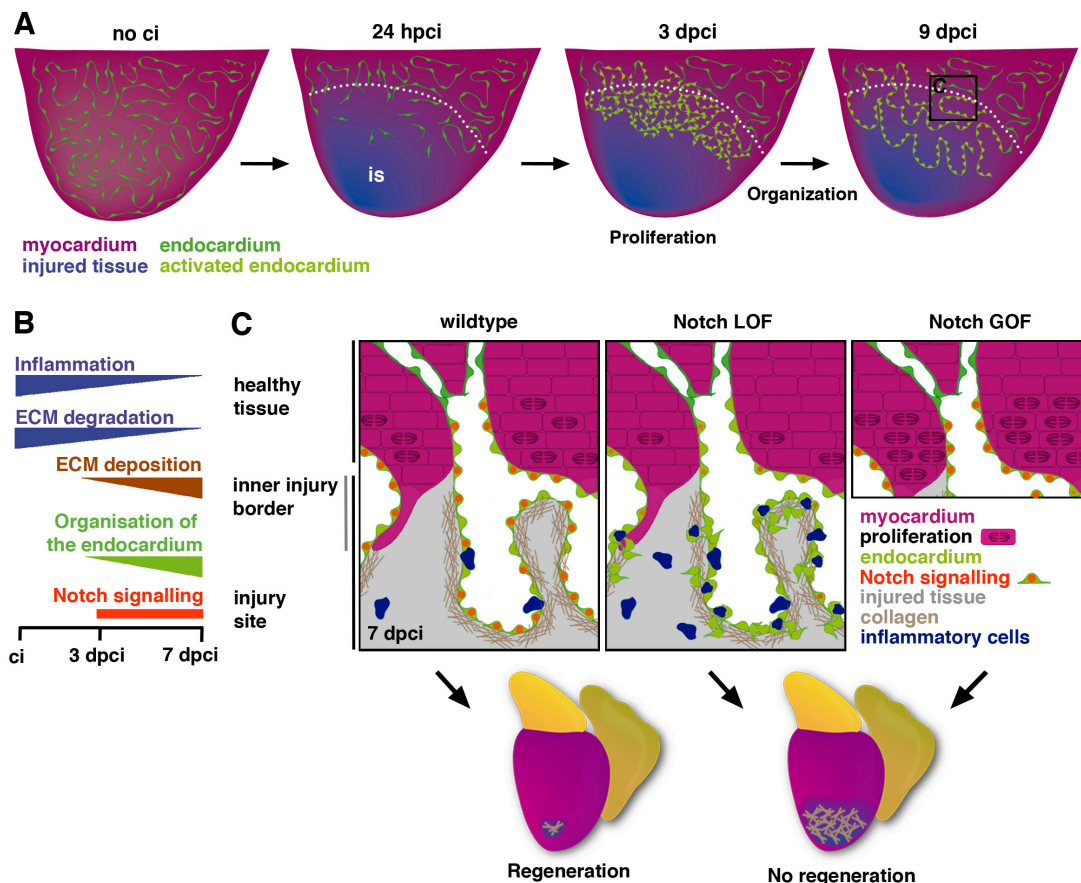 A
no ci
24 hpci
3 dpci
9 dpci
C
is
Organization
Proliferation
myocardium
endocardium
injured tissue
activated endocardium
B
Inflammation
ECM degradation
ECM deposition
Organisation of
the endocardium
Notch signalling
ci
3 dpci
7 dpci
C
wildtype
Notch LOF
Notch GOF
healthy
tissue
inner injury
border
injury
site
7 dpci
myocardium
proliferation
endocardium
Notch signalling
injured tissue
collagen
inflammatory cells
Regeneration
No regeneration